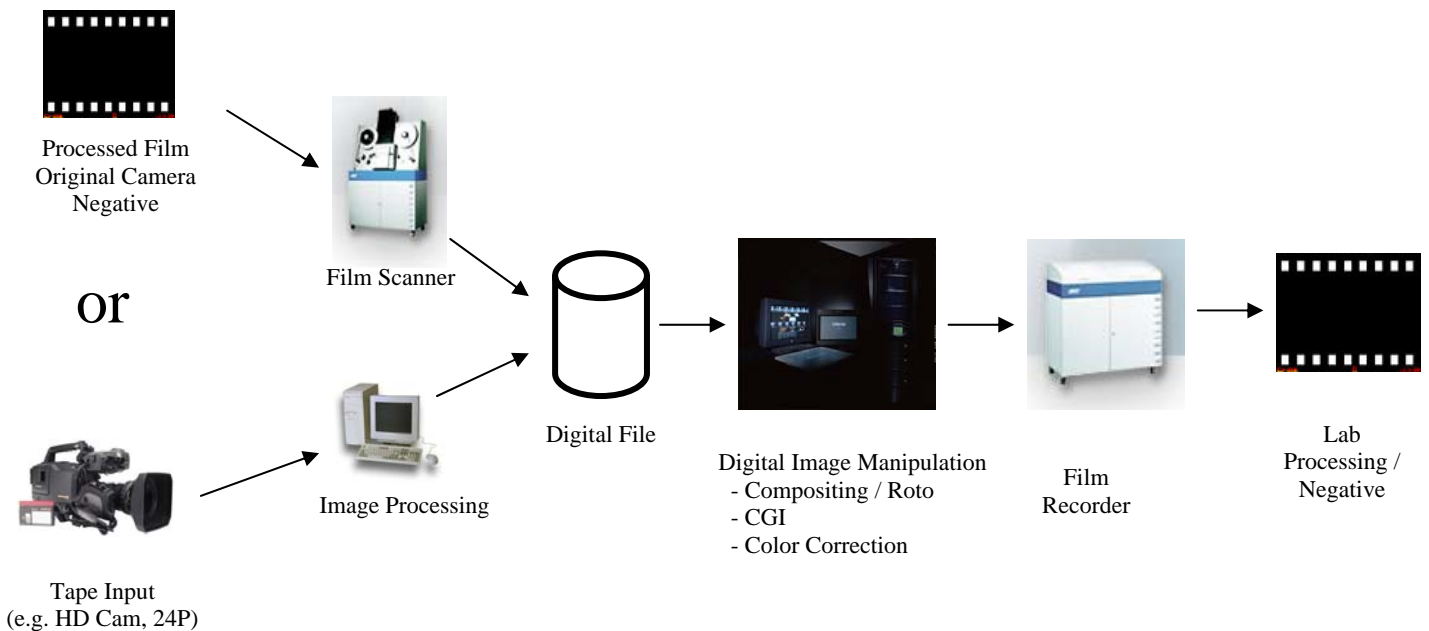 Processed Film
Original Camera
Negative
or
Tape Input
(e.g. HD Cam, 24P)
Film Scanner
Image Processing
Digital File
Digital Image Manipulation
- Compositing / Roto
- CGI
- Color Correction
Film
Recorder
Lab
Processing /
Negative